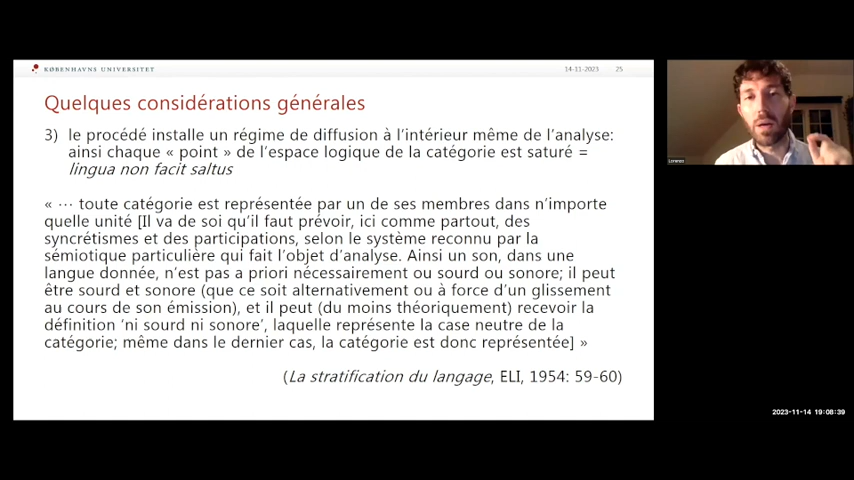 KØBENHAVNS UNIVERSITET
14-11-2023 25
Quelques considérations générales
3) le procédé installe un régime de diffusion à l'intérieur même de l'analyse:
ainsi chaque « point » de l'espace logique de la catégorie est saturé =
lingua non facit saltus
« ··· toute catégorie est représentée par un de ses membres dans n'importe
quelle unité [Il va de soi qu'il faut prévoir, ici comme partout, des
syncrétismes et des participations, selon le système reconnu par la
sémiotique particulière qui fait l'objet d'analyse. Ainsi un son, dans une
langue donnée, n'est pas a priori nécessairement ou sourd ou sonore; il peut
être sourd et sonore (que ce soit alternativement ou à force d'un glissement
au cours de son émission), et il peut (du moins théoriquement) recevoir la
définition 'ni sourd ni sonore', laquelle représente la case neutre de la
catégorie; même dans le dernier cas, la catégorie est donc représentée] »
(La stratification du langage, ELI, 1954: 59-60)
Lorenzo
2023-11-14 19:08:39